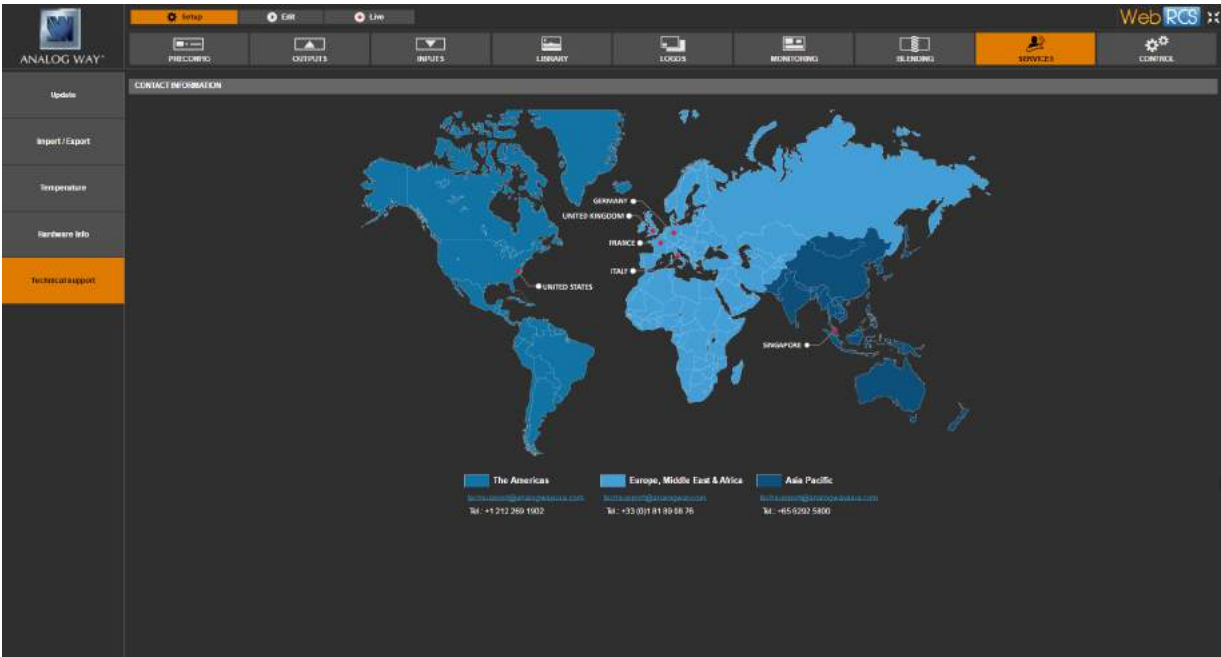 Setup Edit Live Web RCS
ANALOG WAY
PRECONFIG OUTPUTS INPUTS LIBRARY LOGOS MONITORING BLENDING SERVICES CONTROL
CONTACT INFORMATION
Update
Import / Export
Temperature
Hardware Info
Technical support
GERMANY
UNITED KINGDOM
FRANCE
ITALY
UNITED STATES
SINGAPORE
The Americas Europe, Middle East & Africa Asia Pacific
Tel.: +1 212 269 1902 Tel.: +33 (0)1 81 89 08 76 Tel.: +65 6292 5800